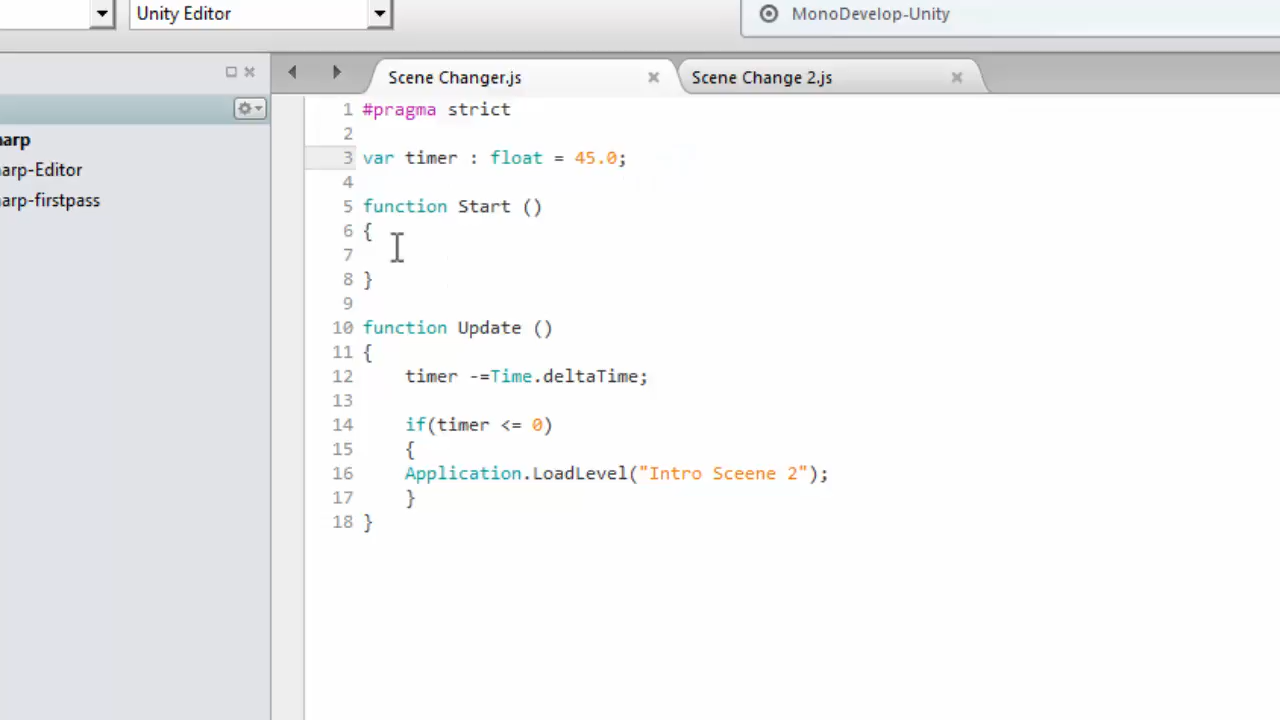 Unity Editor
MonoDevelop-Unity
Scene Changer.js
Scene Change 2.js
arp
arp-Editor
arp-firstpass
1 #pragma strict
2
3 var timer : float = 45.0;
4
5 function Start ()
6 {
7
8 }
9
10 function Update ()
11 {
12 timer -=Time.deltaTime;
13
14 if(timer <= 0)
15 {
16 Application.LoadLevel("Intro Sceene 2");
17 }
18 }